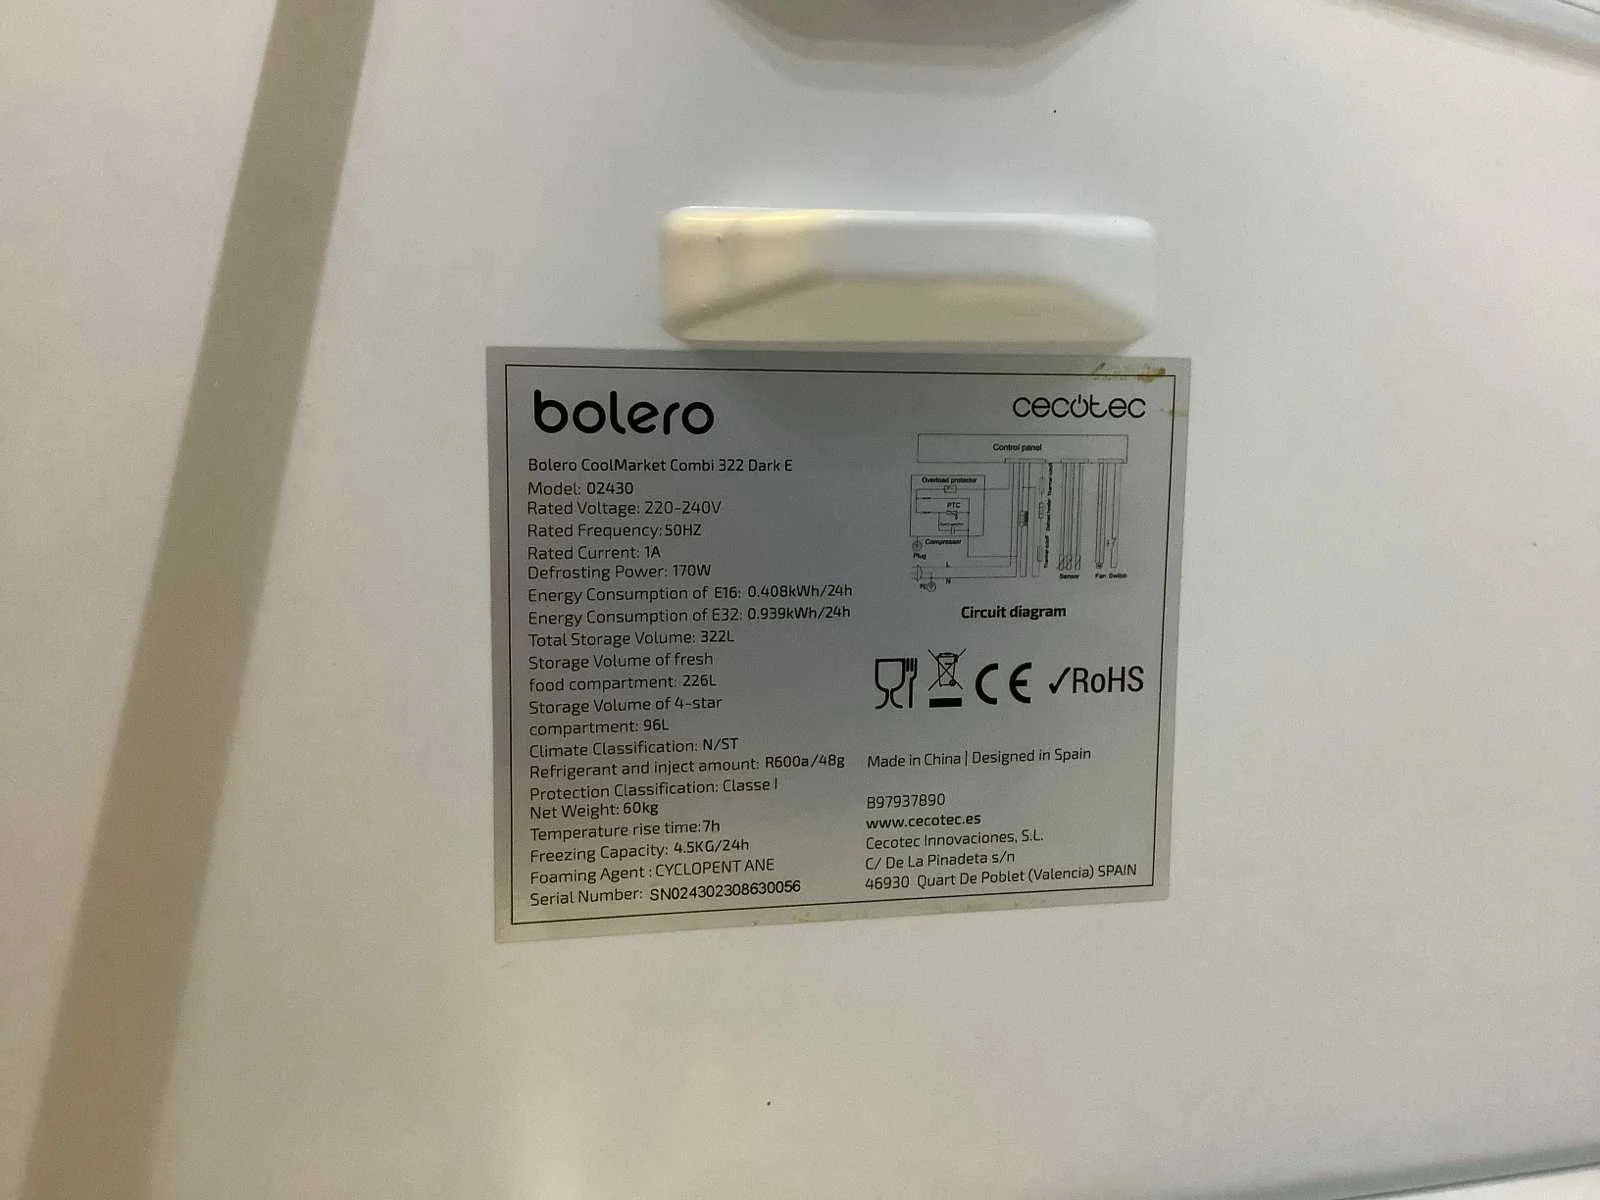 bolero
cecotec
Bolero CoolMarket Combi 322 Dark E
Model: 02430
Rated Voltage: 220-240V
Rated Frequency:50HZ
Rated Current: 1A
Defrosting Power: 170W
Energy Consumption of E16: 0.408kWh/24h
Energy Consumption of E32: 0.939kWh/24h
Total Storage Volume: 322L
Storage Volume of fresh
food compartment: 226L
Storage Volume of 4-star
compartment: 96L
Climate Classification: N/ST
Refrigerant and inject amount: R600a/48g
Protection Classification: Classe I
Net Weight: 60kg
Temperature rise time:7h
Freezing Capacity: 4.5KG/24h
Foaming Agent : CYCLOPENT ANE
Serial Number: SN024302308630056
Control panel
Overload protector
PTC
Compressor
Plug
L
N
Sensor
Fan Switch
Circuit diagram
CE ✓RoHS
Made in China | Designed in Spain
B97937890
www.cecotec.es
Cecotec Innovaciones, S.L.
C/ De La Pinadeta s/n
46930 Quart De Poblet (Valencia) SPAIN